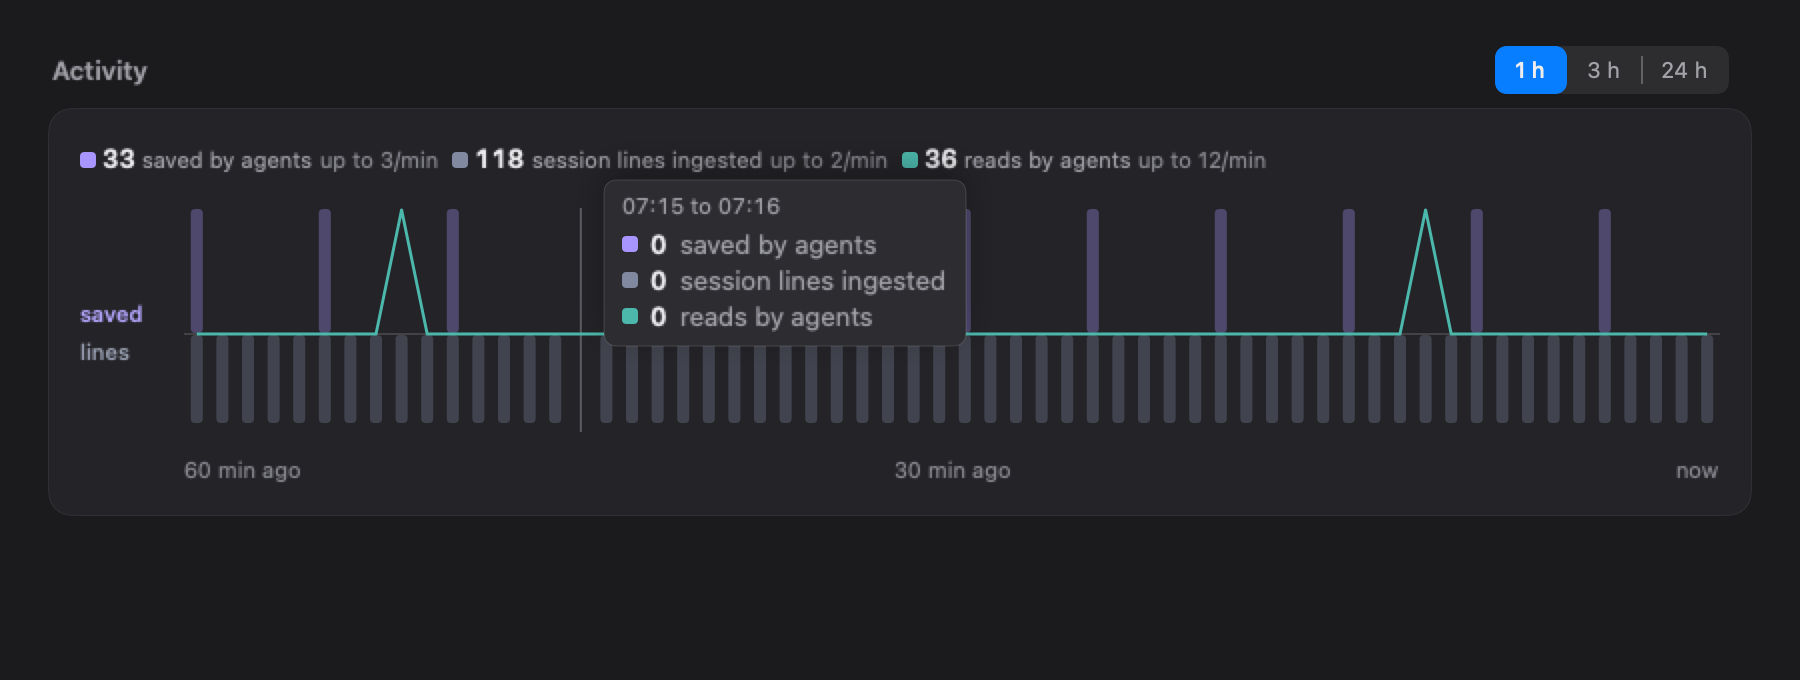 Activity
1 h 3 h 24 h
33 saved by agents up to 3/min 118 session lines ingested up to 2/min 36 reads by agents up to 12/min
07:15 to 07:16
0 saved by agents
0 session lines ingested
0 reads by agents
saved
lines
60 min ago 30 min ago now